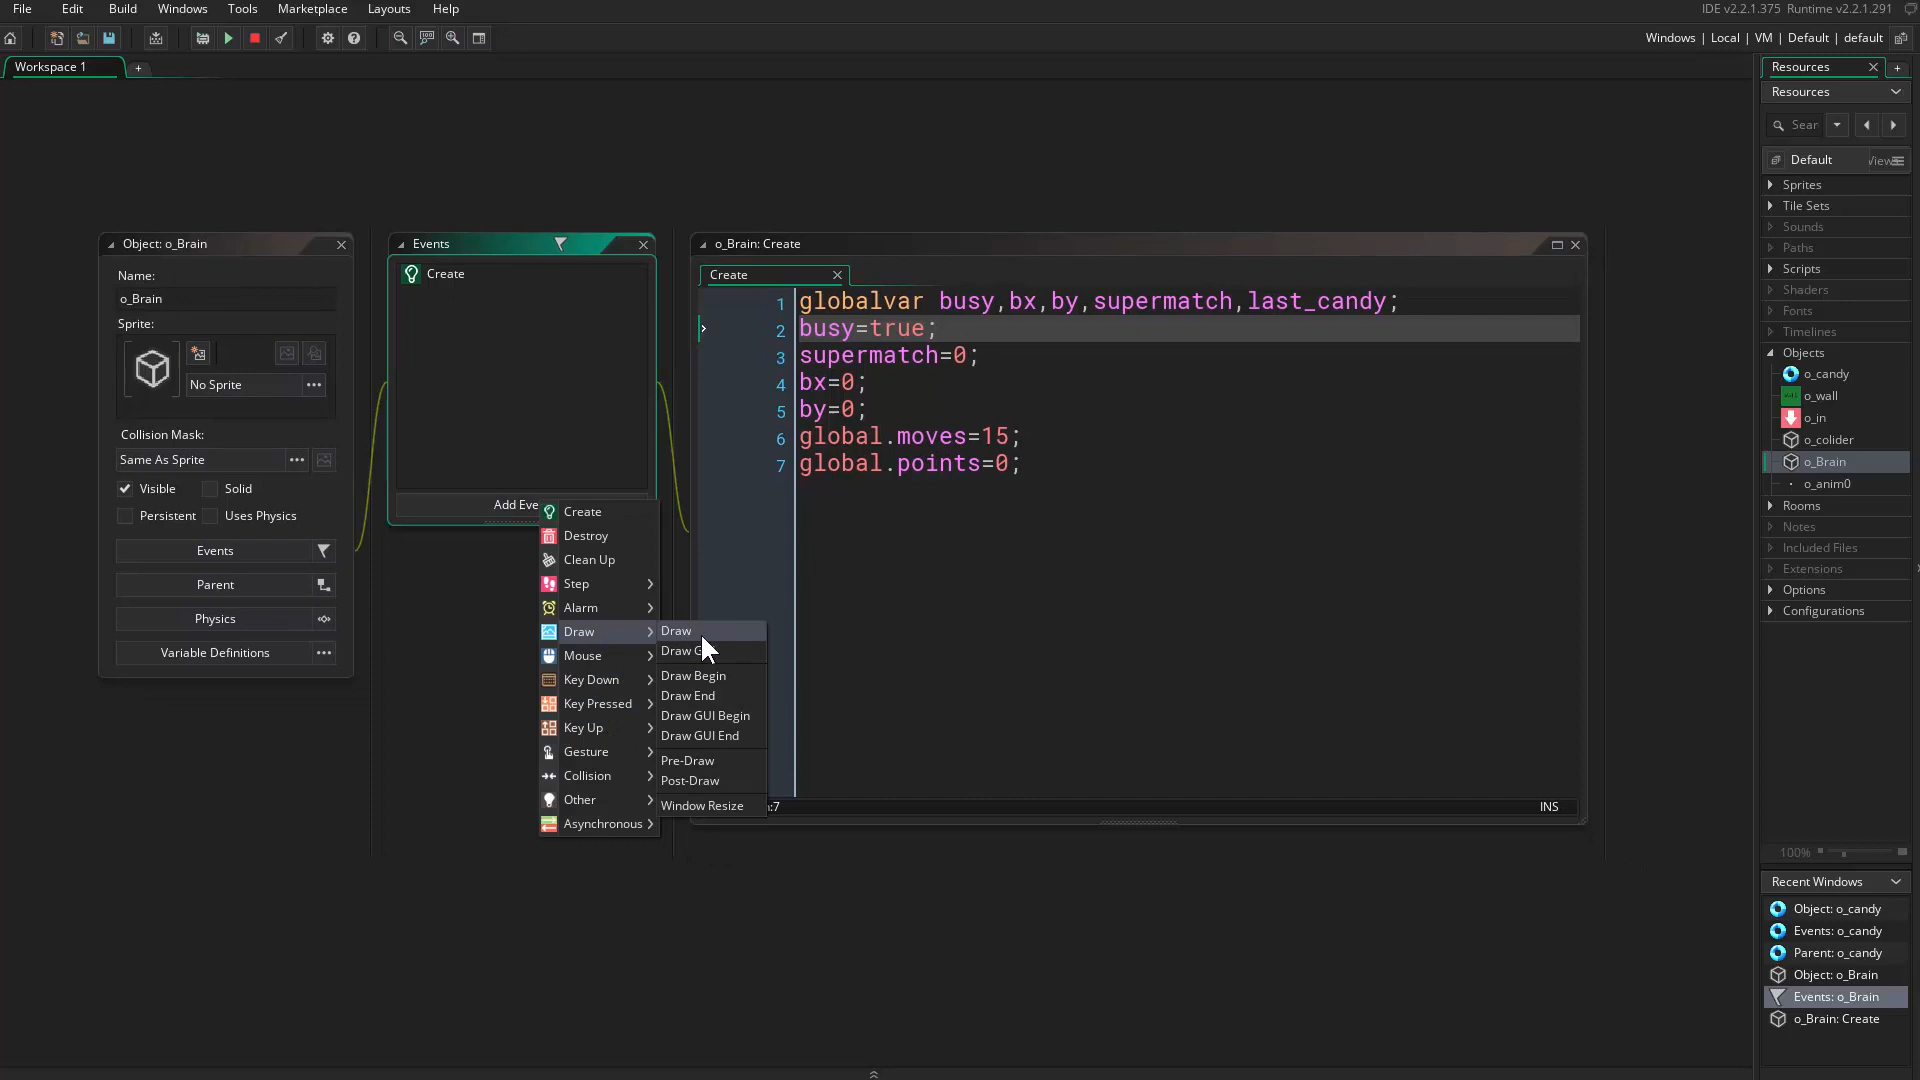 File Edit Build Windows Tools Marketplace Layouts Help
IDE v2.2.1.375 Runtime v2.2.1.291
Windows | Local | VM | Default | default
Workspace 1
Object: o_Brain
Name:
o_Brain
Sprite:
No Sprite
Collision Mask:
Same As Sprite
Visible Solid
Persistent Uses Physics
Events
Parent
Physics
Variable Definitions
Events
Create
Create
Destroy
Clean Up
Step
Alarm
Draw
Mouse
Key Down
Key Pressed
Key Up
Gesture
Collision
Other
Asynchronous
Draw
Draw Begin
Draw End
Draw GUI Begin
Draw GUI End
Pre-Draw
Post-Draw
Window Resize
o_Brain: Create
Create
1 globalvar busy,bx,by,supermatch,last_candy;
2 busy=true;
3 supermatch=0;
4 bx=0;
5 by=0;
6 global.moves=15;
7 global.points=0;
INS
Resources
Resources
Default
Sprites
Tile Sets
Sounds
Paths
Scripts
Shaders
Fonts
Timelines
Objects
o_candy
o_wall
o_in
o_colider
o_Brain
o_anim0
Rooms
Notes
Included Files
Extensions
Options
Configurations
100%
Recent Windows
Object: o_candy
Events: o_candy
Parent: o_candy
Object: o_Brain
Events: o_Brain
o_Brain: Create